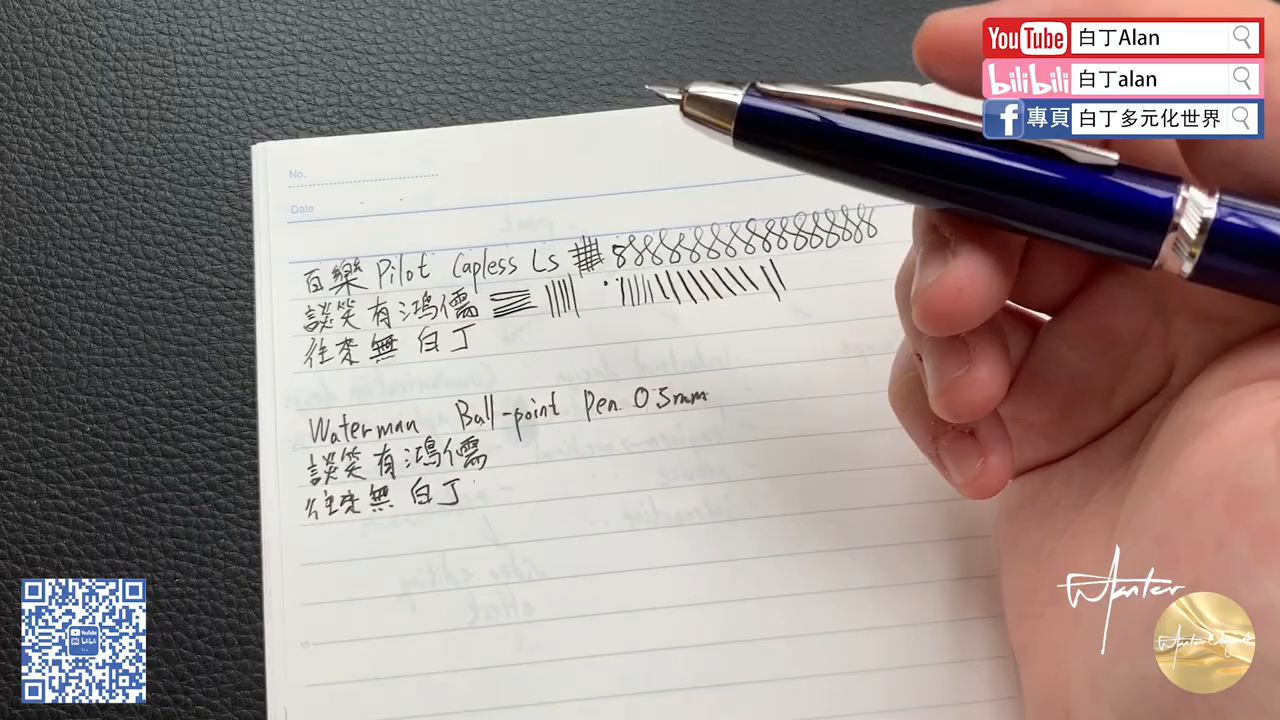 YouTube 白丁Alan
bilibili 白丁alan
f 專頁 白丁多元化世界
No.
Date
百樂 Pilot Capless Ls
談笑有鴻儒
往來無白丁
Waterman Ball-point Pen 0.5mm
談笑有鴻儒
往來無白丁
Wanter